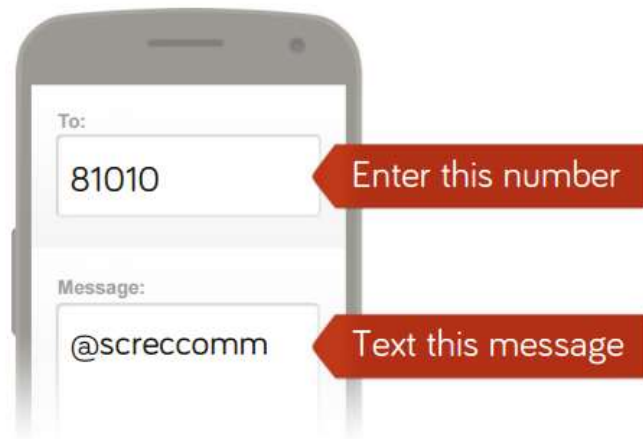 To:
81010
Enter this number
Message:
@screccomm
Text this message